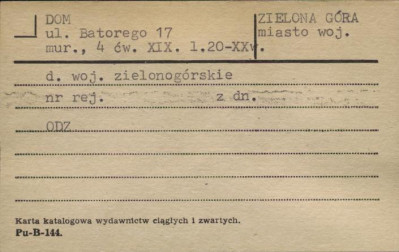 DOM
ul. Batorego 17
mur., 4 ćw. XIX. 1.20-XXw.
ZIELONA GÓRA
miasto woj.
d. woj. zielonogórskie
nr rej. z dn.
ODZ
Karta katalogowa wydawnictw ciągłych i zwartych.
Pu-B-144.